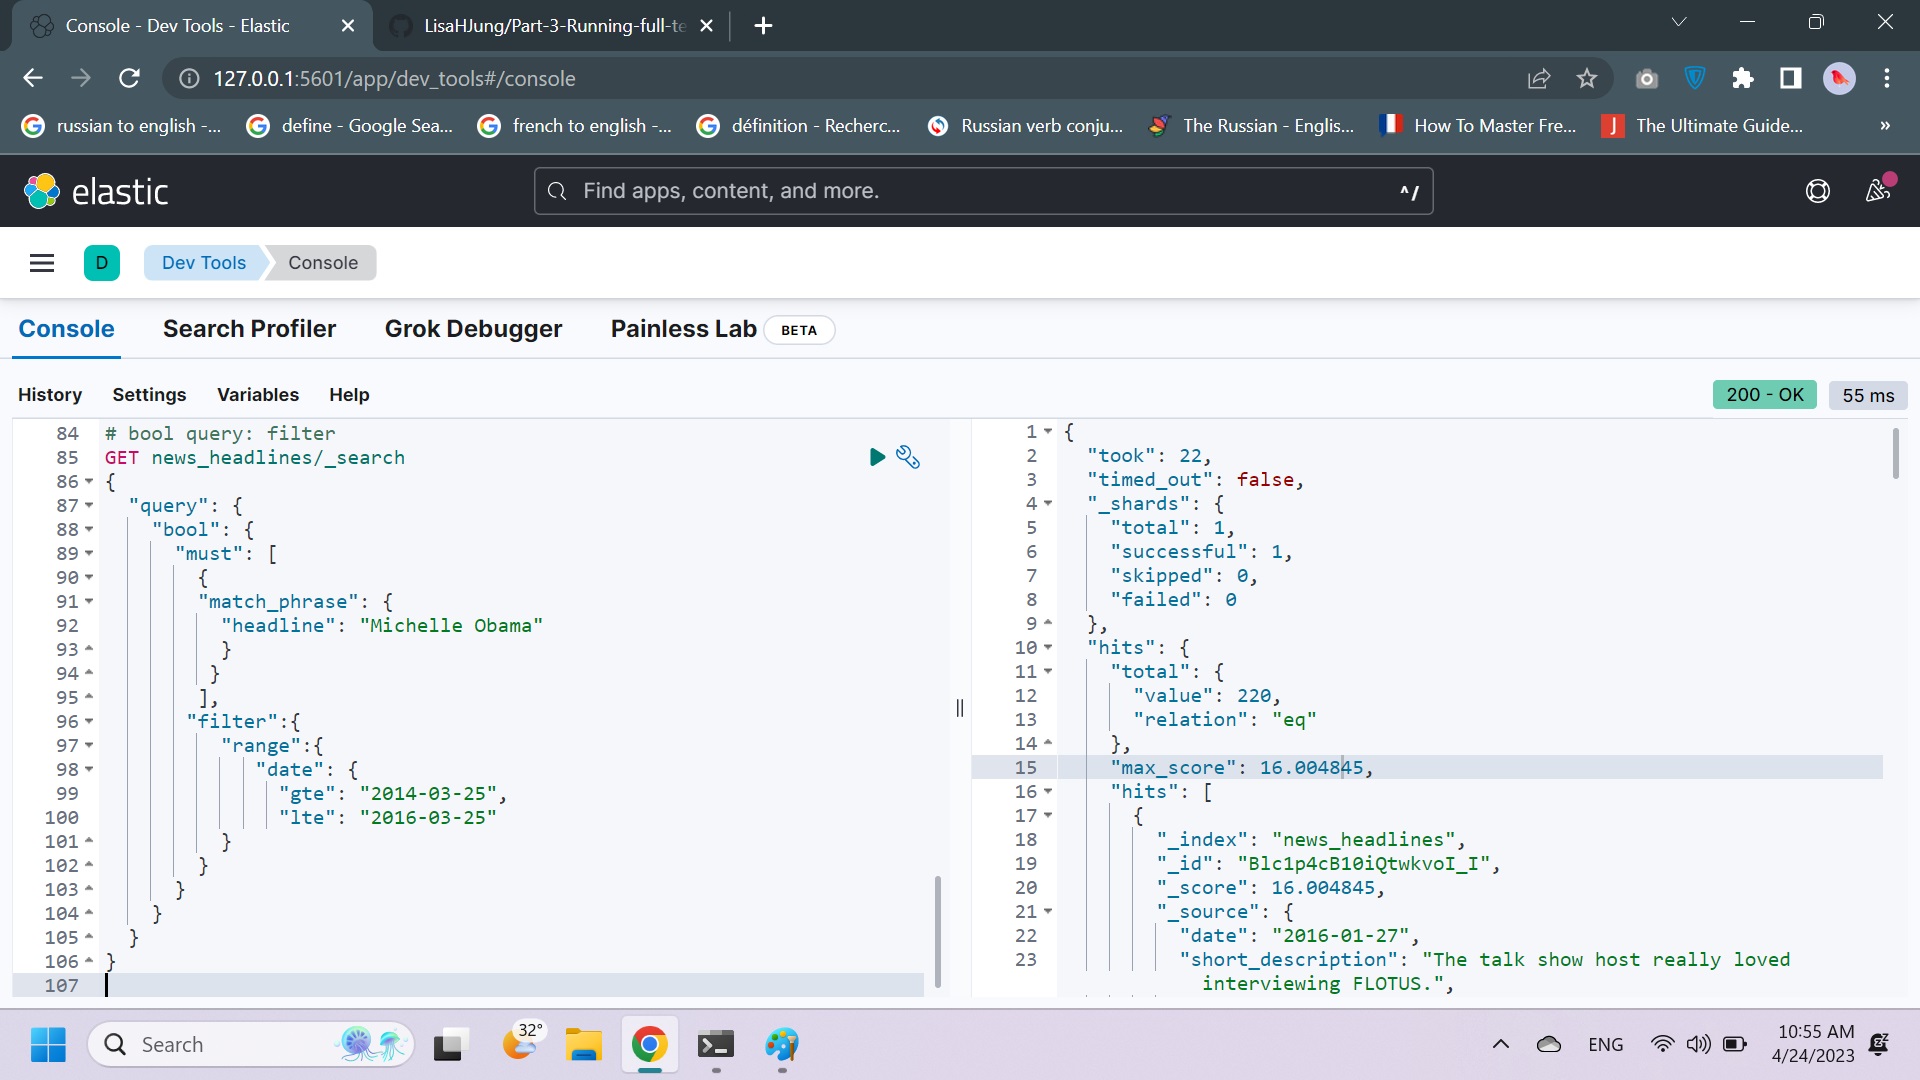 Console - Dev Tools - Elastic
LisaHJung/Part-3-Running-full-te
127.0.0.1:5601/app/dev_tools#/console
russian to english -...
define - Google Sea...
french to english -...
définition - Recherc...
Russian verb conju...
The Russian - Englis...
How To Master Fre...
J
The Ultimate Guide...
»
elastic
Find apps, content, and more.
^/
D
Dev Tools
Console
Console
Search Profiler
Grok Debugger
Painless Lab
BETA
History
Settings
Variables
Help
200 - OK
55 ms
84 # bool query: filter
85 GET news_headlines/_search
86 {
87 "query": {
88 "bool": {
89 "must": [
90 {
91 "match_phrase": {
92 "headline": "Michelle Obama"
93 }
94 }
95 ],
96 "filter":{
97 "range":{
98 "date": {
99 "gte": "2014-03-25",
100 "lte": "2016-03-25"
101 }
102 }
103 }
104 }
105 }
106 }
107
1 {
2 "took": 22,
3 "timed_out": false,
4 "_shards": {
5 "total": 1,
6 "successful": 1,
7 "skipped": 0,
8 "failed": 0
9 },
10 "hits": {
11 "total": {
12 "value": 220,
13 "relation": "eq"
14 },
15 "max_score": 16.004845,
16 "hits": [
17 {
18 "_index": "news_headlines",
19 "_id": "Blc1p4cB10iQtwkvoI_I",
20 "_score": 16.004845,
21 "_source": {
22 "date": "2016-01-27",
23 "short_description": "The talk show host really loved
interviewing FLOTUS.",
Search
32°
ENG
10:55 AM
4/24/2023